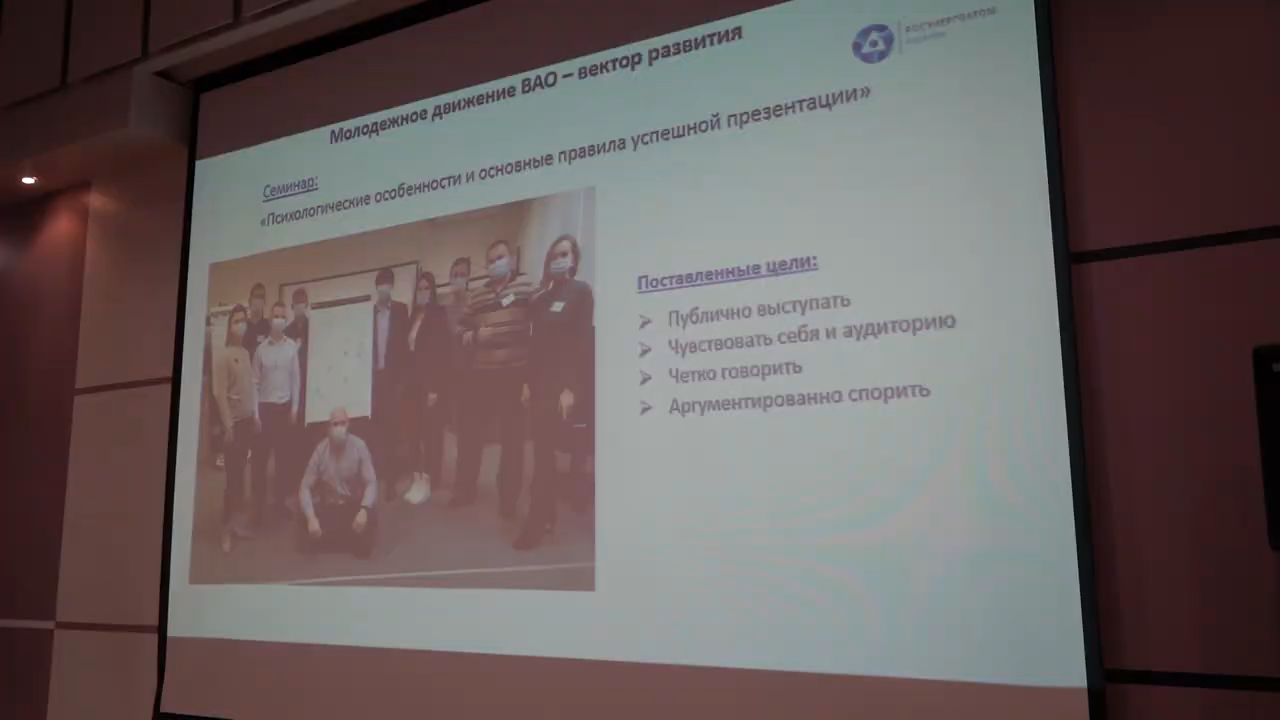 Молодежное движение ВАО – вектор развития
РОСЭНЕРГОАТОМ
Семинар:
«Психологические особенности и основные правила успешной презентации»
Поставленные цели:
Публично выступать
Чувствовать себя и аудиторию
Четко говорить
Аргументированно спорить